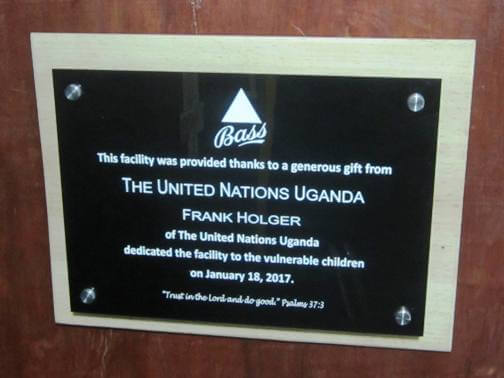 Bass
This facility was provided thanks to a generous gift from
THE UNITED NATIONS UGANDA
FRANK HOLGER
of The United Nations Uganda
dedicated the facility to the vulnerable children
on January 18, 2017.
"Trust in the Lord and do good." Psalms 37:3